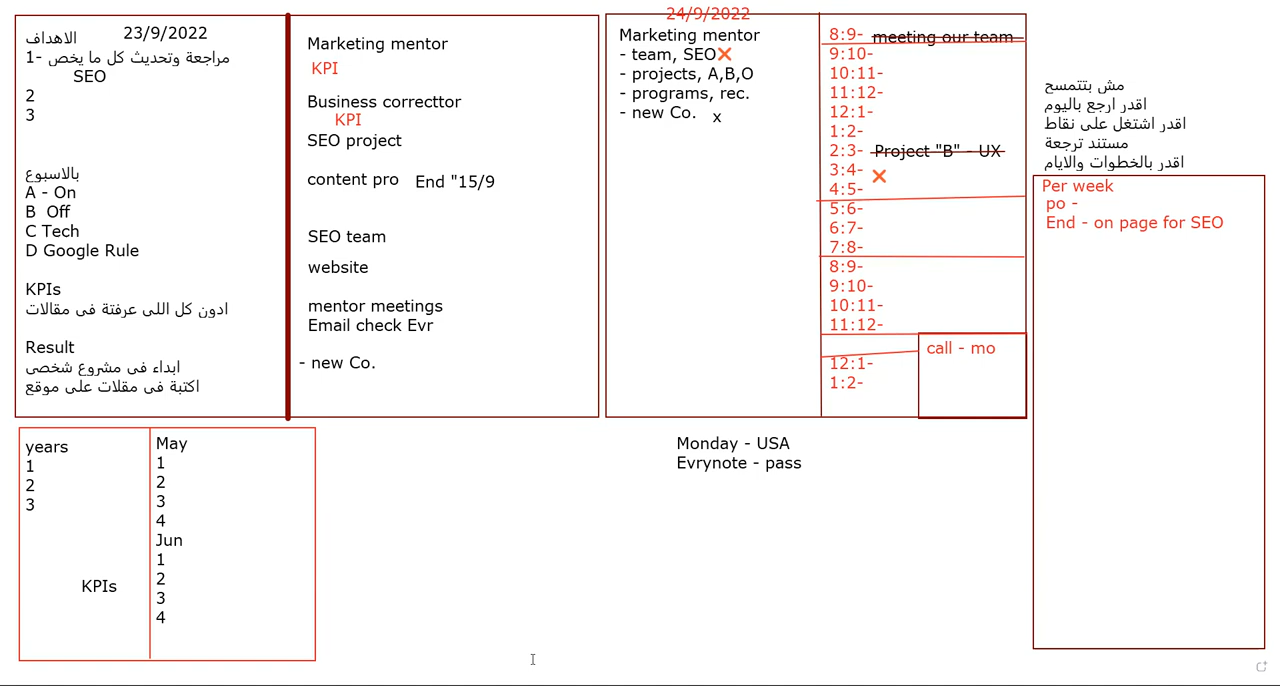 23/9/2022
الاهداف
1- مراجعة وتحديث كل ما يخص
SEO
2
3
بالاسبوع
A - On
B  Off
C Tech
D Google Rule
KPIs
ادون كل اللى عرفتة فى مقالات
Result
ابداء فى مشروع شخصى
اكتبة فى مقلات على موقع
Marketing mentor
KPI
Business correcttor
KPI
SEO project
content pro End "15/9
SEO team
website
mentor meetings
Email check Evr
- new Co.
24/9/2022
Marketing mentor
- team, SEO❌
- projects, A,B,O
- programs, rec.
- new Co. x
8:9- meeting our team
9:10-
10:11-
11:12-
12:1-
1:2-
2:3- Project "B" - UX
3:4- ❌
4:5-
5:6-
6:7-
7:8-
8:9-
9:10-
10:11-
11:12-
12:1-
1:2-
call - mo
مش بتتمسح
اقدر ارجع باليوم
اقدر اشتغل على نقاط
مستند ترجعة
اقدر بالخطوات والايام
Per week
po -
End - on page for SEO
years
1
2
3
KPIs
May
1
2
3
4
Jun
1
2
3
4
Monday - USA
Evrynote - pass